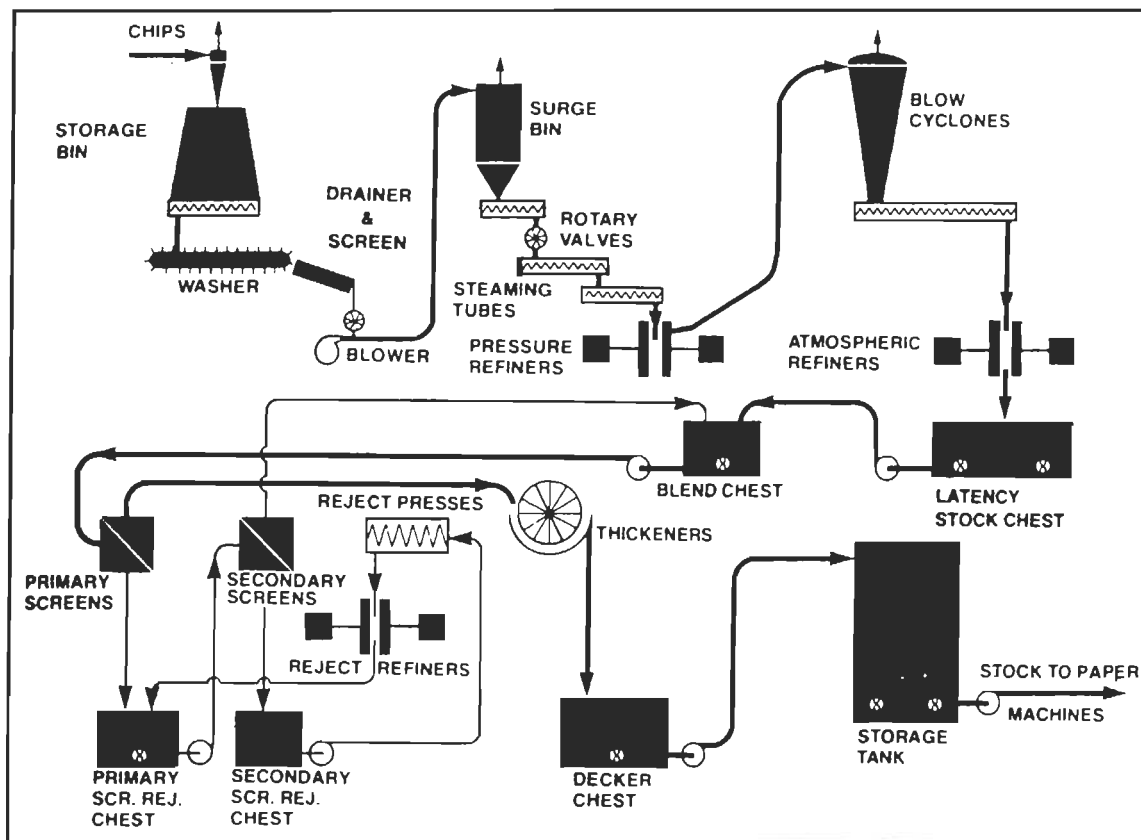 CHIPS
STORAGE
BIN
WASHER
DRAINER
&
SCREEN
BLOWER
SURGE
BIN
ROTARY
VALVES
STEAMING
TUBES
PRESSURE
REFINERS
BLOW
CYCLONES
ATMOSPHERIC
REFINERS
LATENCY
STOCK CHEST
BLEND CHEST
PRIMARY
SCREENS
SECONDARY
SCREENS
REJECT PRESSES
THICKENERS
REJECT REFINERS
PRIMARY
SCR. REJ.
CHEST
SECONDARY
SCR. REJ.
CHEST
DECKER
CHEST
STORAGE
TANK
STOCK TO PAPER
MACHINES